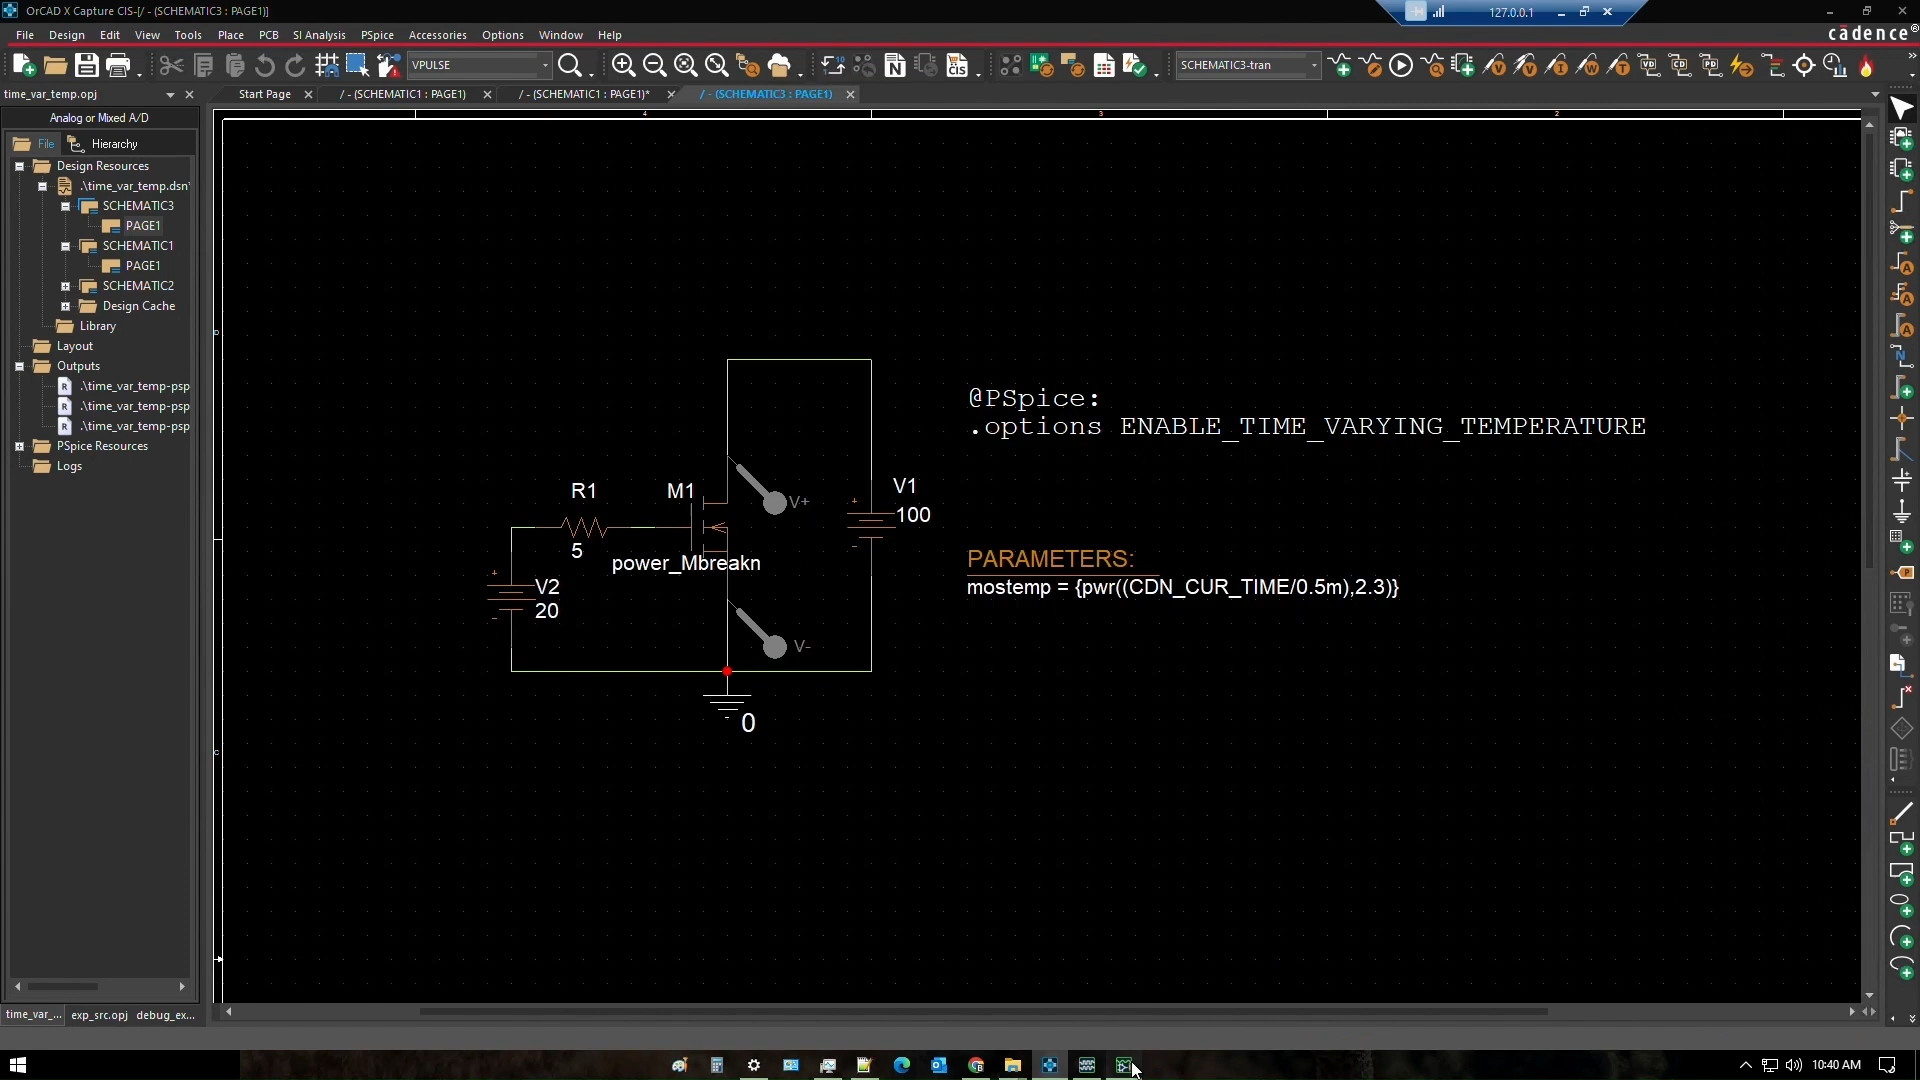 OrCAD X Capture CIS-[/ - (SCHEMATIC3 : PAGE1)]
127.0.0.1
File Design Edit View Tools Place PCB SI Analysis PSpice Accessories Options Window Help
cadence®
VPULSE
SCHEMATIC3-tran
time_var_temp.opj
Start Page
/ - (SCHEMATIC1 : PAGE1)
/ - (SCHEMATIC1 : PAGE1)*
/ - (SCHEMATIC3 : PAGE1)
Analog or Mixed A/D
File Hierarchy
Design Resources
.\time_var_temp.dsn*
SCHEMATIC3
PAGE1
SCHEMATIC1
PAGE1
SCHEMATIC2
Design Cache
Library
Layout
Outputs
.\time_var_temp-psp
.\time_var_temp-psp
.\time_var_temp-psp
PSpice Resources
Logs
4 3 2
@PSpice:
.options ENABLE_TIME_VARYING_TEMPERATURE
R1
5
M1
power_Mbreakn
V+
V-
V1
100
V2
20
0
PARAMETERS:
mostemp = {pwr((CDN_CUR_TIME/0.5m),2.3)}
time_var_... exp_src.opj debug_ex...
10:40 AM